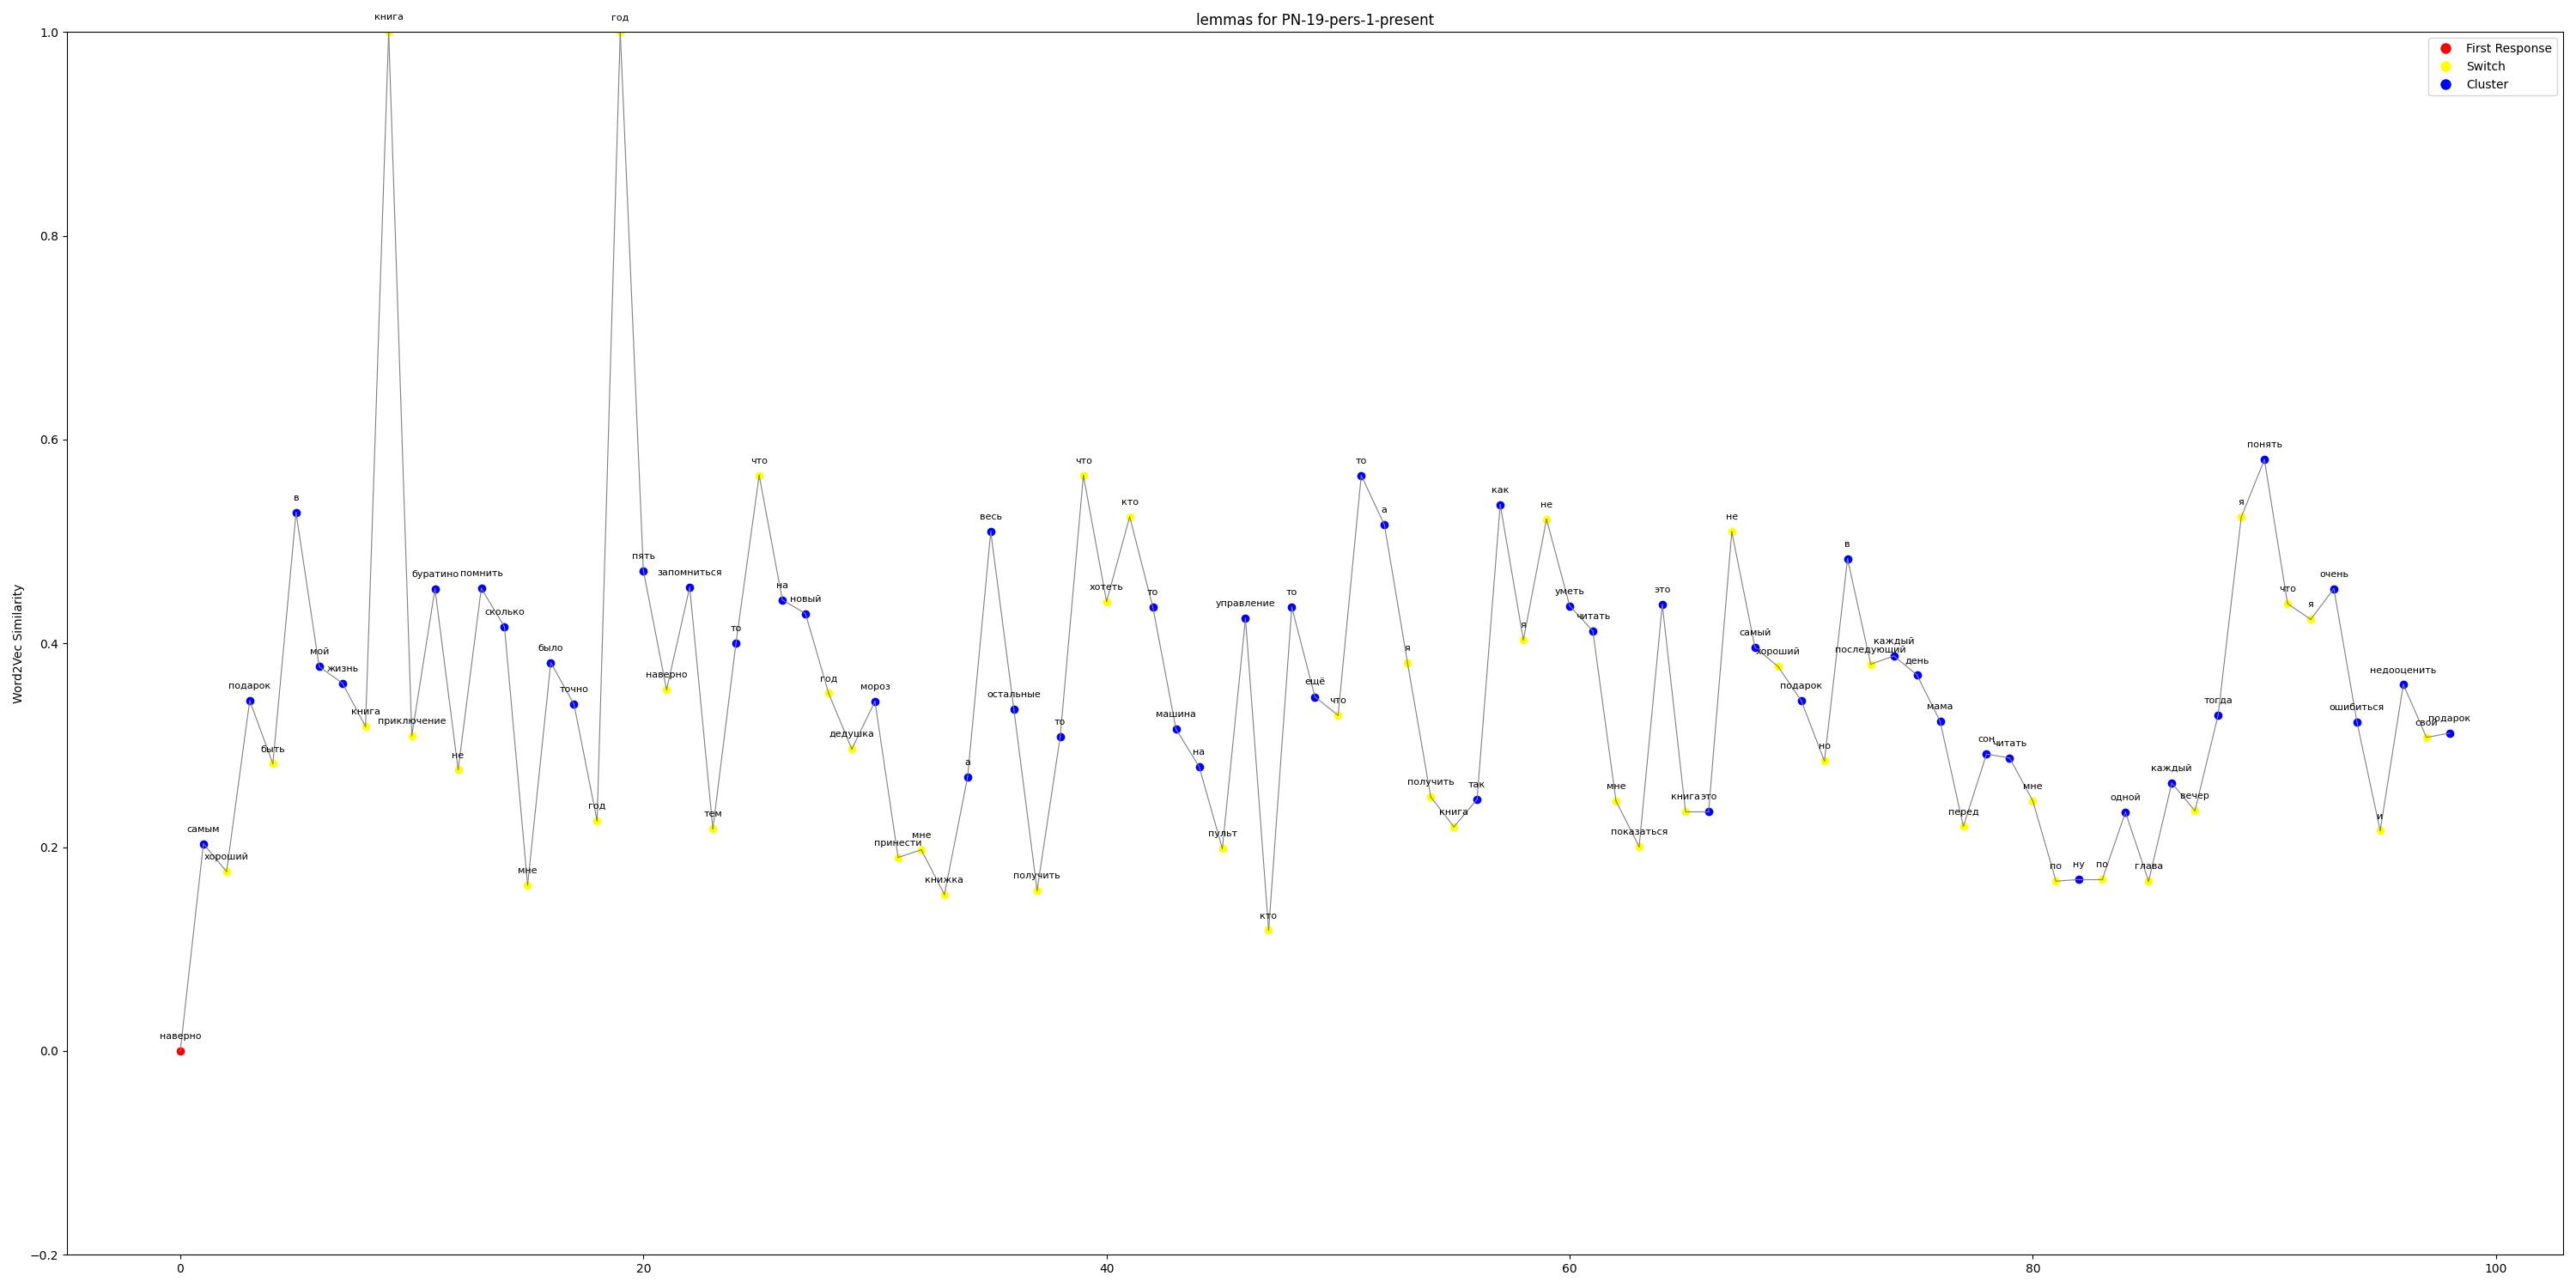 lemmas for PN-19-pers-1-present
First Response
Switch
Cluster
Word2Vec Similarity
1.0
0.8
0.6
0.4
0.2
0.0
−0.2
0
20
40
60
80
100
наверно
самым
хороший
подарок
быть
в
мой
жизнь
книга
книга
приключение
буратино
не
помнить
сколько
мне
было
точно
год
год
пять
наверно
запомниться
тем
то
что
на
новый
год
дедушка
мороз
принести
мне
книжка
а
весь
остальные
получить
то
что
хотеть
кто
то
машина
на
пульт
управление
кто
то
ещё
что
то
а
я
получить
книга
так
как
я
не
уметь
читать
мне
показаться
это
книга
это
не
самый
хороший
подарок
но
в
последующий
каждый
день
мама
перед
сон
читать
мне
по
ну
по
одной
глава
каждый
вечер
тогда
я
понять
что
я
очень
ошибиться
и
недооценить
свой
подарок